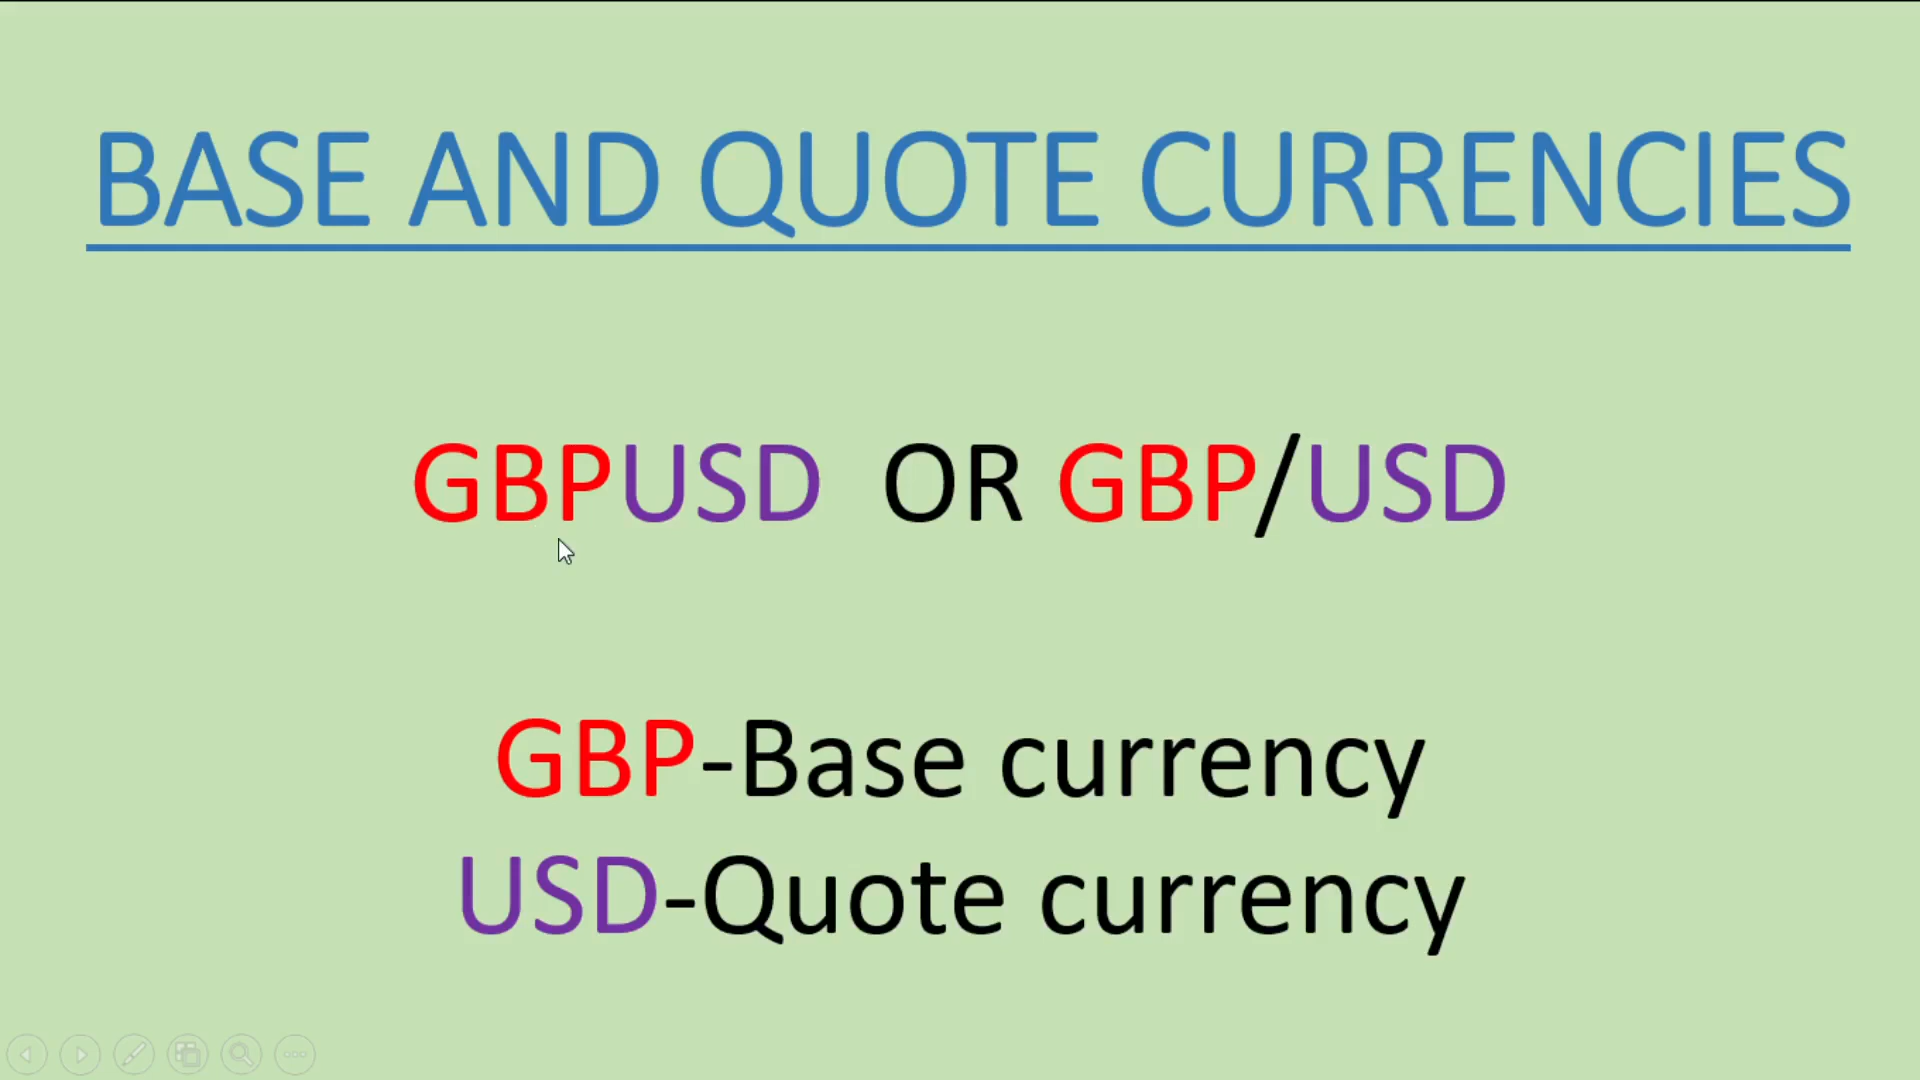 BASE AND QUOTE CURRENCIES
GBPUSD OR GBP/USD
GBP-Base currency
USD-Quote currency